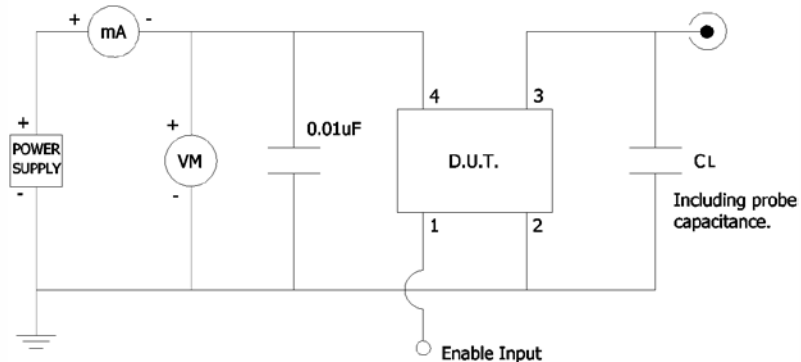 + mA -
4
3
0.01uF
+
POWER
SUPPLY
-
+
VM
-
D.U.T.
CL
Including probe
capacitance.
1
2
Enable Input